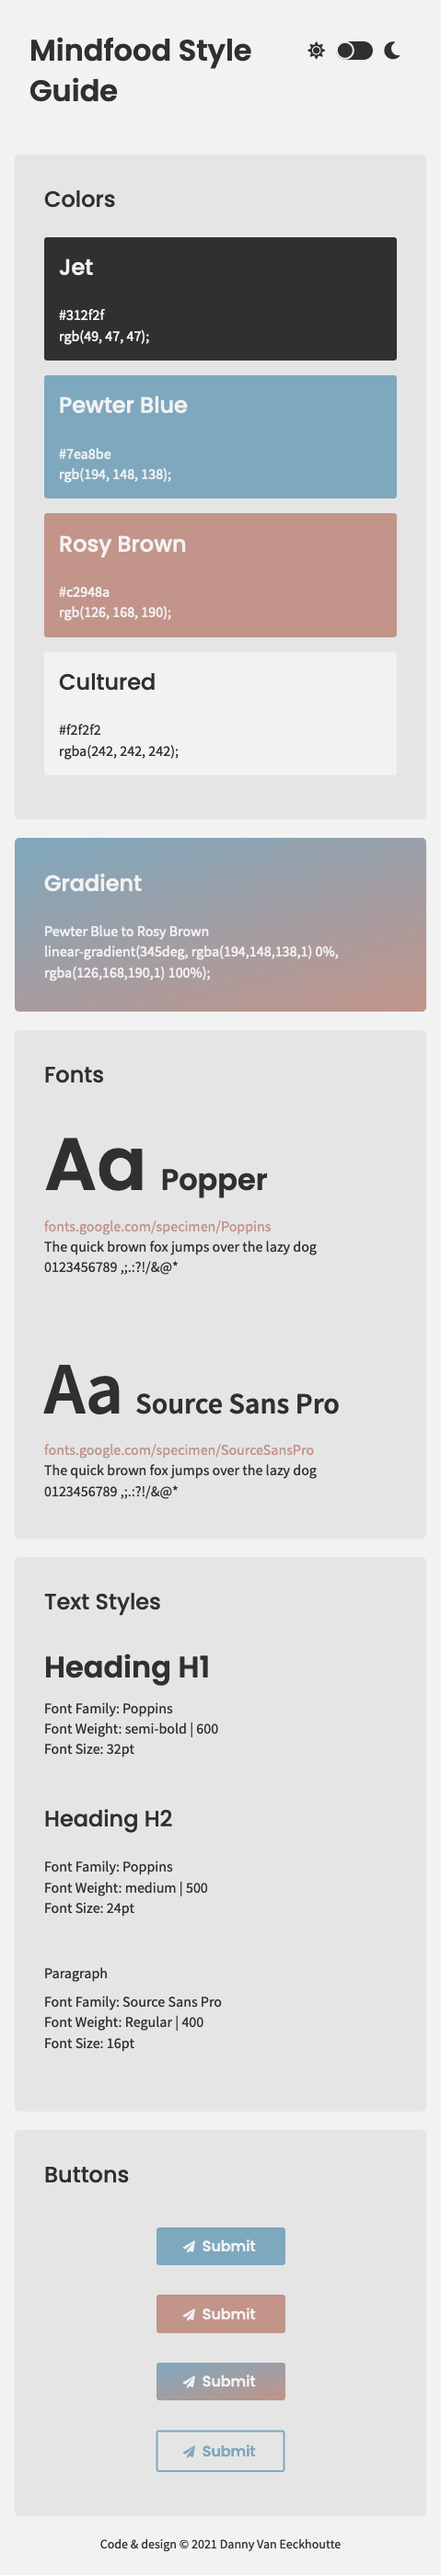 Mindfood Style
Guide
Colors
Jet
#312f2f
rgb(49, 47, 47);
Pewter Blue
#7ea8be
rgb(194, 148, 138);
Rosy Brown
#c2948a
rgb(126, 168, 190);
Cultured
#f2f2f2
rgba(242, 242, 242);
Gradient
Pewter Blue to Rosy Brown
linear-gradient(345deg, rgba(194,148,138,1) 0%,
rgba(126,168,190,1) 100%);
Fonts
Aa Popper
fonts.google.com/specimen/Poppins
The quick brown fox jumps over the lazy dog
0123456789 ,;.:?!/&@*
Aa Source Sans Pro
fonts.google.com/specimen/SourceSansPro
The quick brown fox jumps over the lazy dog
0123456789 ,;.:?!/&@*
Text Styles
Heading H1
Font Family: Poppins
Font Weight: semi-bold | 600
Font Size: 32pt
Heading H2
Font Family: Poppins
Font Weight: medium | 500
Font Size: 24pt
Paragraph
Font Family: Source Sans Pro
Font Weight: Regular | 400
Font Size: 16pt
Buttons
Submit
Submit
Submit
Submit
Code & design © 2021 Danny Van Eeckhoutte